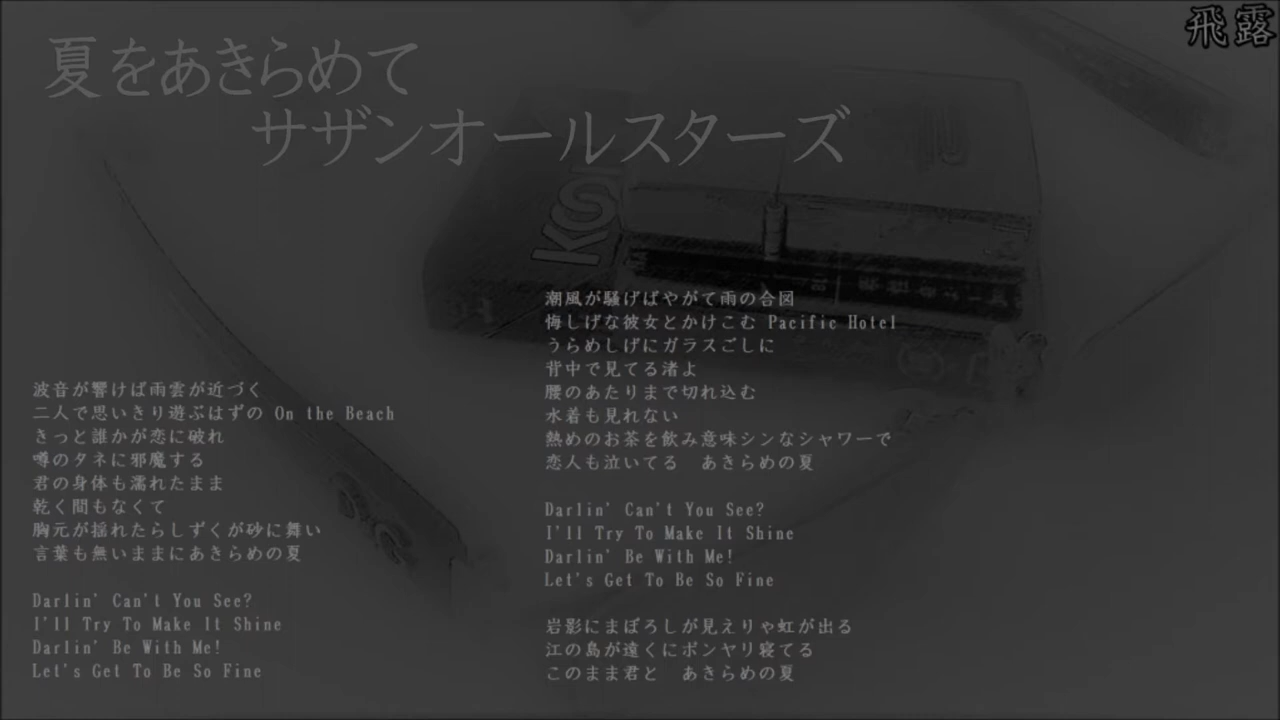 飛露
夏をあきらめて
サザンオールスターズ
波音が響けば雨雲が近づく
二人で思いきり遊ぶはずの On the Beach
きっと誰かが恋に破れ
噂のタネに邪魔する
君の身体も濡れたまま
乾く間もなくて
胸元が揺れたらしずくが砂に舞い
言葉も無いままにあきらめの夏
Darlin' Can't You See?
I'll Try To Make It Shine
Darlin' Be With Me!
Let's Get To Be So Fine
潮風が騒げばやがて雨の合図
悔しげな彼女とかけこむ Pacific Hotel
うらめしげにガラスごしに
背中で見てる渚よ
腰のあたりまで切れ込む
水着も見れない
熱めのお茶を飲み意味シンなシャワーで
恋人も泣いてる　あきらめの夏
Darlin' Can't You See?
I'll Try To Make It Shine
Darlin' Be With Me!
Let's Get To Be So Fine
岩影にまぼろしが見えりゃ虹が出る
江の島が遠くにボンヤリ寝てる
このまま君と　あきらめの夏